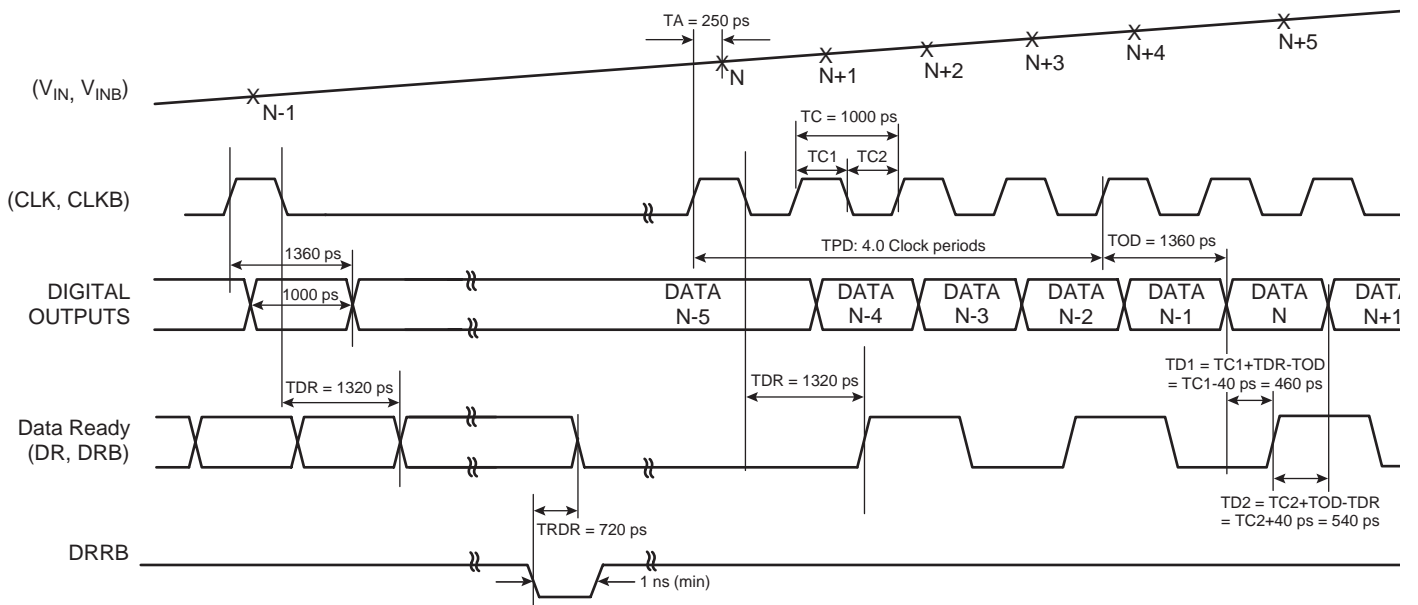 TA = 250 ps
N+5
N+4
N+3
N+2
N+1
N
(VIN, VINB)
N-1
TC = 1000 ps
TC1 TC2
(CLK, CLKB)
1360 ps
TPD: 4.0 Clock periods
TOD = 1360 ps
1000 ps
DIGITAL
OUTPUTS
DATA
N-5
DATA
N-4
DATA
N-3
DATA
N-2
DATA
N-1
DATA
N
DATA
N+1
TD1 = TC1+TDR-TOD
= TC1-40 ps = 460 ps
TDR = 1320 ps
TDR = 1320 ps
Data Ready
(DR, DRB)
TD2 = TC2+TOD-TDR
= TC2+40 ps = 540 ps
TRDR = 720 ps
DRRB
1 ns (min)